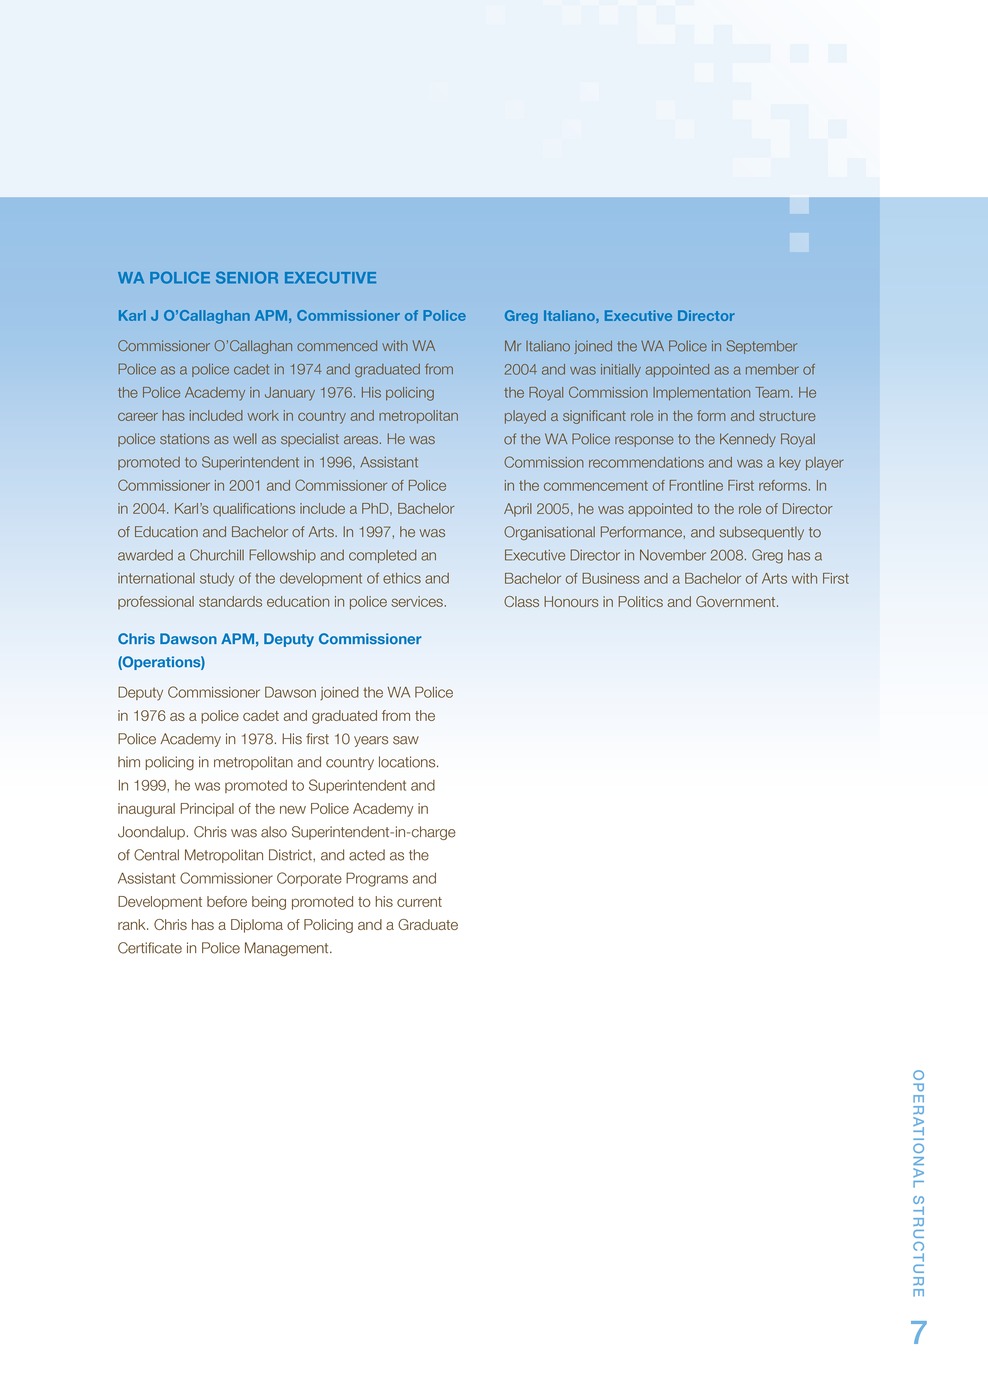 WA POLICE SENIOR EXECUTIVE
Karl J O’Callaghan APM, Commissioner of Police
Commissioner O’Callaghan commenced with WA
Police as a police cadet in 1974 and graduated from
the Police Academy in January 1976. His policing
career has included work in country and metropolitan
police stations as well as specialist areas. He was
promoted to Superintendent in 1996, Assistant
Commissioner in 2001 and Commissioner of Police
in 2004. Karl’s qualifications include a PhD, Bachelor
of Education and Bachelor of Arts. In 1997, he was
awarded a Churchill Fellowship and completed an
international study of the development of ethics and
professional standards education in police services.
Chris Dawson APM, Deputy Commissioner
(Operations)
Deputy Commissioner Dawson joined the WA Police
in 1976 as a police cadet and graduated from the
Police Academy in 1978. His first 10 years saw
him policing in metropolitan and country locations.
In 1999, he was promoted to Superintendent and
inaugural Principal of the new Police Academy in
Joondalup. Chris was also Superintendent-in-charge
of Central Metropolitan District, and acted as the
Assistant Commissioner Corporate Programs and
Development before being promoted to his current
rank. Chris has a Diploma of Policing and a Graduate
Certificate in Police Management.
Greg Italiano, Executive Director
Mr Italiano joined the WA Police in September
2004 and was initially appointed as a member of
the Royal Commission Implementation Team. He
played a significant role in the form and structure
of the WA Police response to the Kennedy Royal
Commission recommendations and was a key player
in the commencement of Frontline First reforms. In
April 2005, he was appointed to the role of Director
Organisational Performance, and subsequently to
Executive Director in November 2008. Greg has a
Bachelor of Business and a Bachelor of Arts with First
Class Honours in Politics and Government.
OPERATIONAL STRUCTURE
7